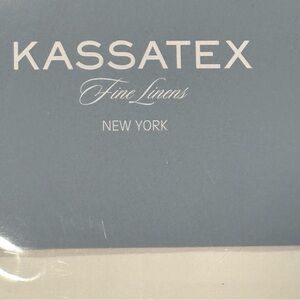 KASSATEX
Fine Linens
NEW YORK